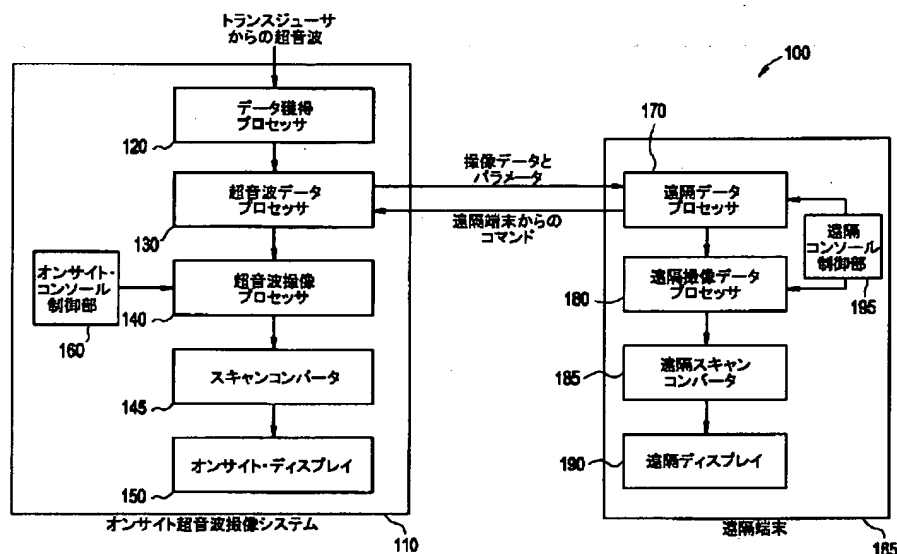 トランスジューサ
からの超音波
100
データ獲得
プロセッサ
120
170
撮像データと
パラメータ
超音波データ
プロセッサ
130
遠隔データ
プロセッサ
遠隔端末からの
コマンド
遠隔
コンソール
制御部
195
オンサイト・
コンソール
制御部
160
超音波撮像
プロセッサ
140
遠隔撮像データ
プロセッサ
180
スキャンコンバータ
145
遠隔スキャン
コンバータ
185
オンサイト・ディスプレイ
150
遠隔ディスプレイ
190
オンサイト超音波撮像システム
110
遠隔端末
165